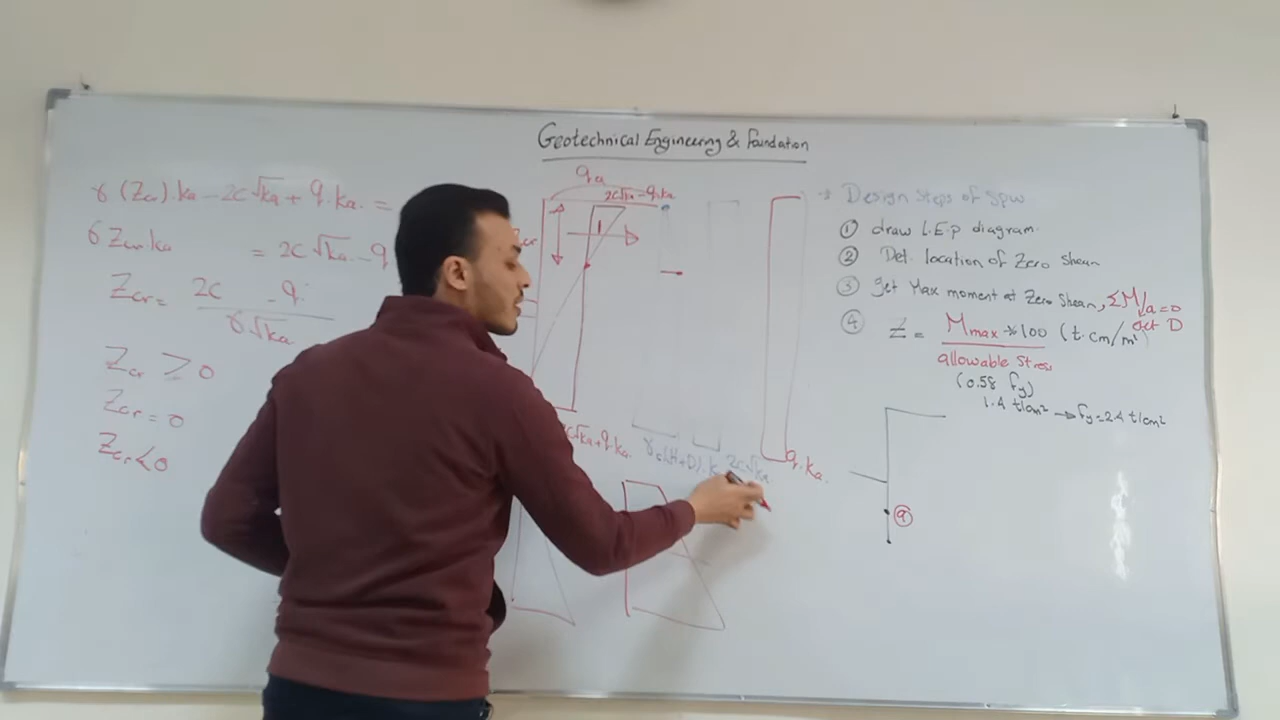 Geotechnical Engineering & Foundation
γ (Zcr).ka - 2c√ka + q.ka. =
γ Zcr.ka = 2c√ka - q
Zcr = 2c - q
γ√ka
Zcr ≥ 0
Zcr = 0
Zcr < 0
qa
2c√ka - q.ka
2c√ka + q.ka
(H+D).k
2c√ka
q.ka
Design Steps of SPW
① draw L.E.p diagram
② Det. location of Zero Shear
③ get Max moment at Zero Shear, ΣM/a = 0
get D
④ Z = Mmax * 100 (t.cm/m')
allowable Stress
(0.58 fy)
1.4 t/cm² → fy = 2.4 t/cm²
a